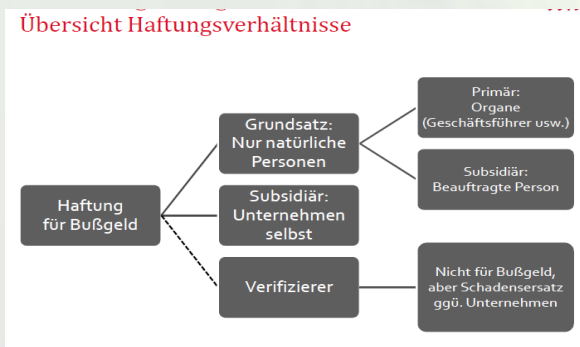 Übersicht Haftungsverhältnisse
Haftung
für Bußgeld
Grundsatz:
Nur natürliche
Personen
Subsidiär:
Unternehmen
selbst
Verifizierer
Primär:
Organe
(Geschäftsführer usw.)
Subsidiär:
Beauftragte Person
Nicht für Bußgeld,
aber Schadensersatz
ggü. Unternehmen